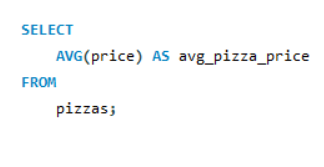 SELECT
    AVG(price) AS avg_pizza_price
FROM
    pizzas;